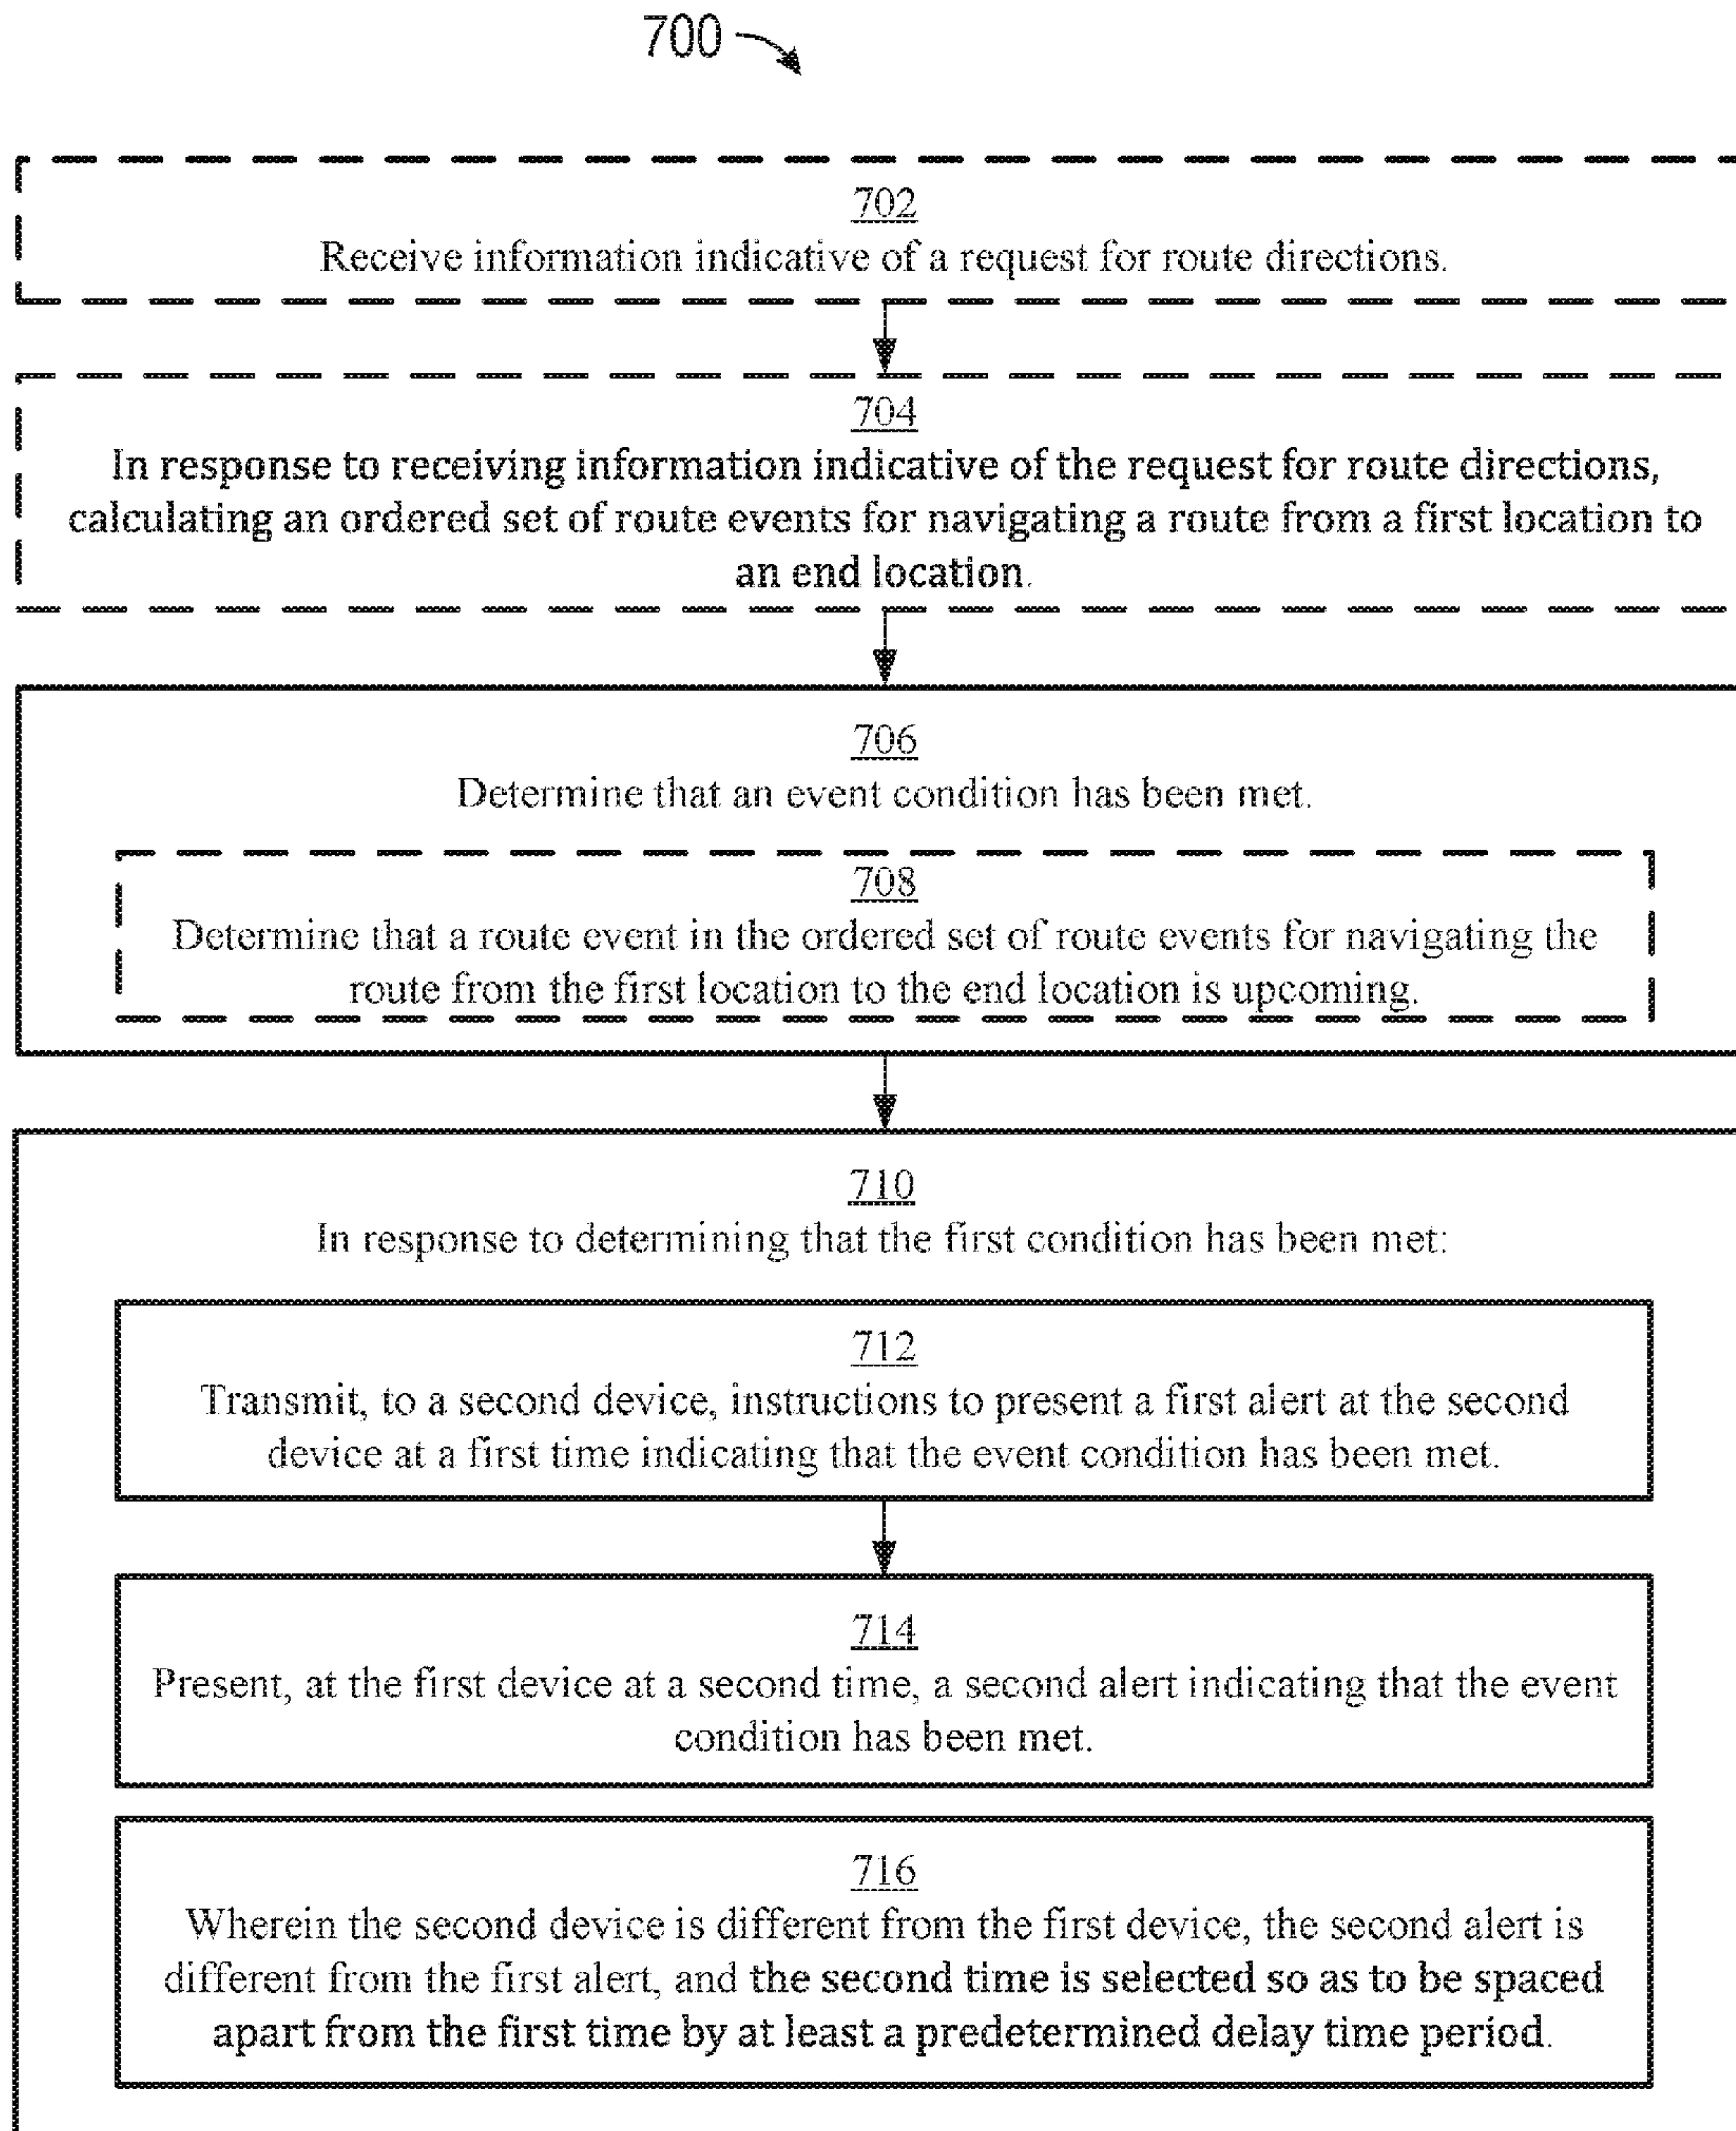 700
702
Receive information indicative of a request for route directions.
704
In response to receiving information indicative of the request for route directions,
calculating an ordered set of route events for navigating a route from a first location to
an end location.
706
Determine that an event condition has been met.
708
Determine that a route event in the ordered set of route events for navigating the
route from the first location to the end location is upcoming.
710
In response to determining that the first condition has been met:
712
Transmit, to a second device, instructions to present a first alert at the second
device at a first time indicating that the event condition has been met.
714
Present, at the first device at a second time, a second alert indicating that the event
condition has been met.
716
Wherein the second device is different from the first device, the second alert is
different from the first alert, and the second time is selected so as to be spaced
apart from the first time by at least a predetermined delay time period.